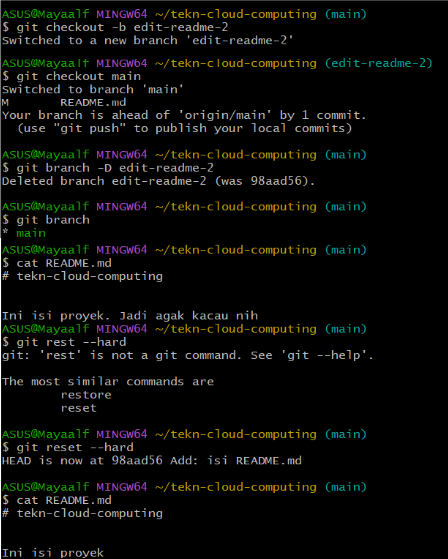 ASUS@Mayaalf MINGW64 ~/tekn-cloud-computing (main)
$ git checkout -b edit-readme-2
Switched to a new branch 'edit-readme-2'
ASUS@Mayaalf MINGW64 ~/tekn-cloud-computing (edit-readme-2)
$ git checkout main
Switched to branch 'main'
M       README.md
Your branch is ahead of 'origin/main' by 1 commit.
  (use "git push" to publish your local commits)
ASUS@Mayaalf MINGW64 ~/tekn-cloud-computing (main)
$ git branch -D edit-readme-2
Deleted branch edit-readme-2 (was 98aad56).
ASUS@Mayaalf MINGW64 ~/tekn-cloud-computing (main)
$ git branch
* main
ASUS@Mayaalf MINGW64 ~/tekn-cloud-computing (main)
$ cat README.md
# tekn-cloud-computing
Ini isi proyek. Jadi agak kacau nih
ASUS@Mayaalf MINGW64 ~/tekn-cloud-computing (main)
$ git rest --hard
git: 'rest' is not a git command. See 'git --help'.
The most similar commands are
        restore
        reset
ASUS@Mayaalf MINGW64 ~/tekn-cloud-computing (main)
$ git reset --hard
HEAD is now at 98aad56 Add: isi README.md
ASUS@Mayaalf MINGW64 ~/tekn-cloud-computing (main)
$ cat README.md
# tekn-cloud-computing
Ini isi proyek